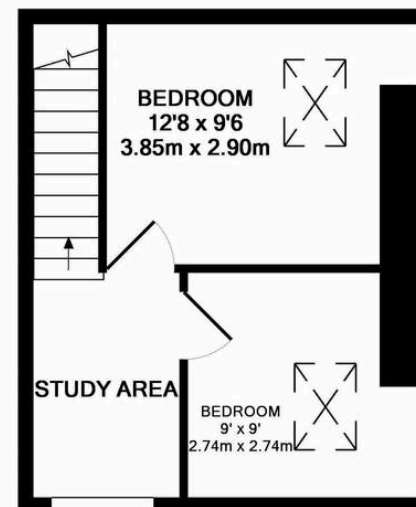 BEDROOM
12'8 x 9'6
3.85m x 2.90m
STUDY AREA
BEDROOM
9' x 9'
2.74m x 2.74m